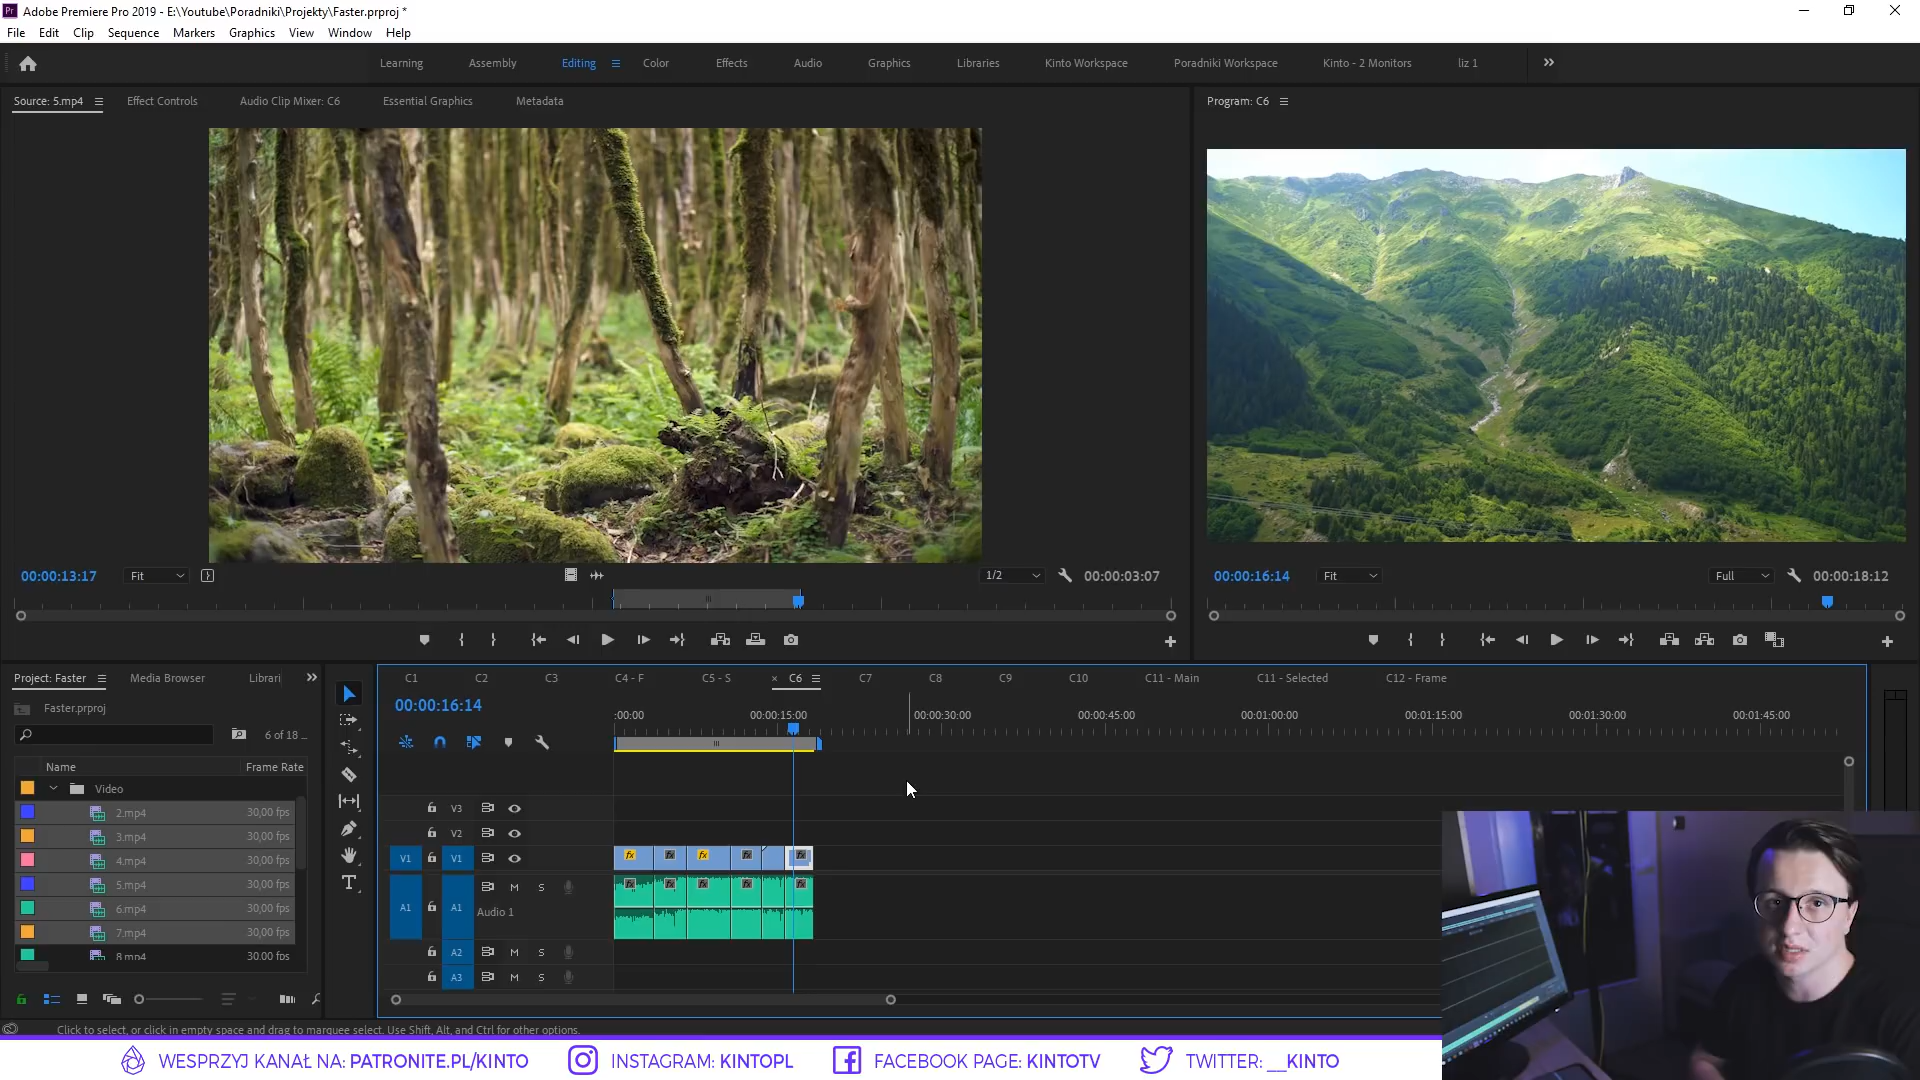 Adobe Premiere Pro 2019 - E:\Youtube\Poradniki\Projekty\Faster.prproj *
File Edit Clip Sequence Markers Graphics View Window Help
Learning Assembly Editing Color Effects Audio Graphics Libraries Kinto Workspace Poradniki Workspace Kinto - 2 Monitors liz 1
Source: 5.mp4 Effect Controls Audio Clip Mixer: C6 Essential Graphics Metadata
Program: C6
00:00:13:17 Fit 1/2 00:00:03:07
00:00:16:14 Fit Full 00:00:18:12
Project: Faster Media Browser Librari
Faster.prproj
6 of 18 ...
Name Frame Rate
Video
2.mp4 30,00 fps
3.mp4 30,00 fps
4.mp4 30,00 fps
5.mp4 30,00 fps
6.mp4 30,00 fps
7.mp4 30,00 fps
8.mp4 30,00 fps
C1 C2 C3 C4 - F C5 - S × C6 C7 C8 C9 C10 C11 - Main C11 - Selected C12 - Frame
00:00:16:14
:00:00 00:00:15:00 00:00:30:00 00:00:45:00 00:01:00:00 00:01:15:00 00:01:30:00 00:01:45:00
V3
V2
V1 V1 fx fx fx fx fx
A1 A1 M S fx fx fx fx fx
Audio 1
A2 M S
A3 M S
Click to select, or click in empty space and drag to marquee select. Use Shift, Alt, and Ctrl for other options.
WESPRZYJ KANAŁ NA: PATRONITE.PL/KINTO INSTAGRAM: KINTOPL FACEBOOK PAGE: KINTOTV TWITTER: __KINTO